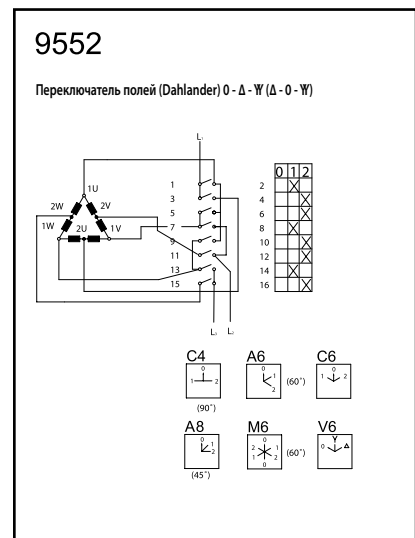 9552
Переключатель полей (Dahlander) 0 - Δ - YY (Δ - 0 - YY)
L₁
1U
2W 2V
1W 2U 1V
1
3
5
7
9
11
13
15
L₃ L₂
0 1 2
2 X
4 X
6 X
8 X
10 X
12 X
14 X
16 X
C4 A6 C6
0
1 2
(90˚)
0
1
2
(60˚)
0
1 2
A8 M6 V6
0
1
2
(45˚)
0
2 1
1 2
0
(60˚)
Y
0 Δ